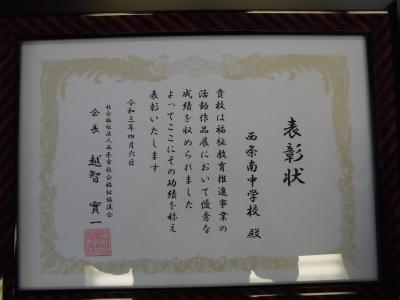 表彰状
西条南中学校 殿
貴校は福祉教育推進事業の
活動作品展において優秀な
成績を収められました
よってここにその功績を称え
表彰いたします
令和三年四月六日
社会福祉法人西条市社会福祉協議会
会長 越智 實一